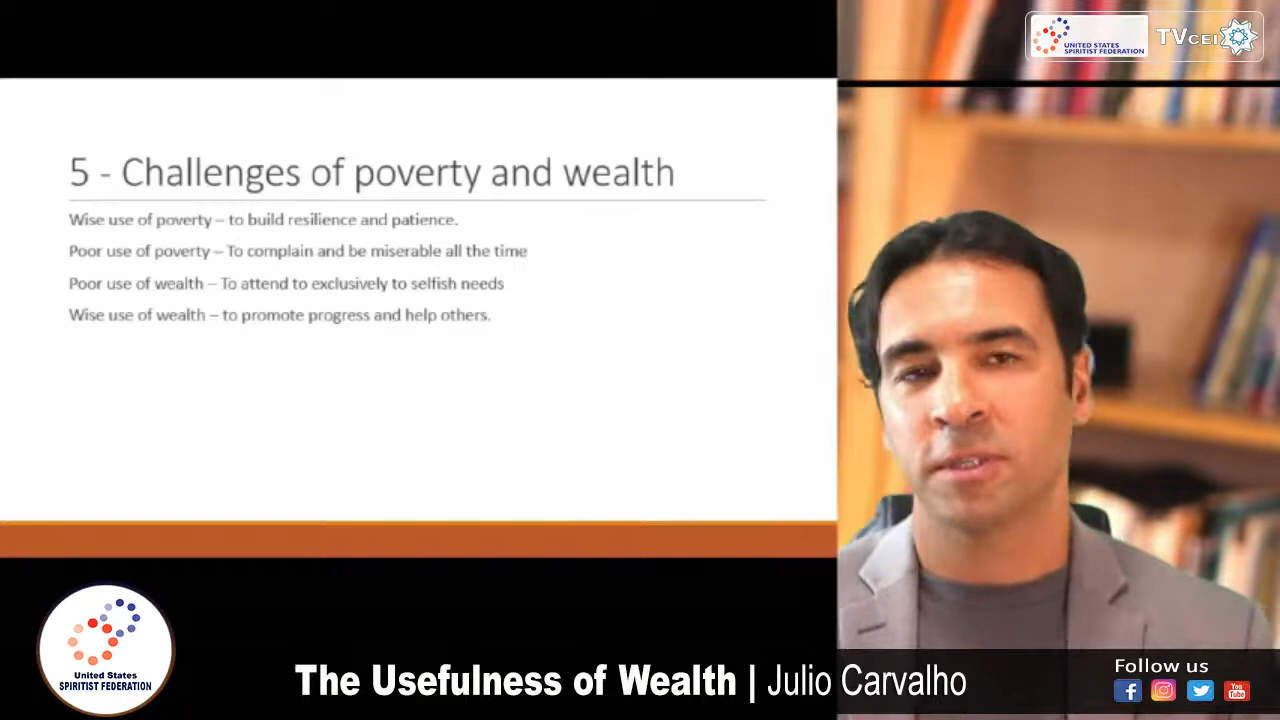 UNITED STATES
SPIRITIST FEDERATION
TVCEI
5 - Challenges of poverty and wealth
Wise use of poverty – to build resilience and patience.
Poor use of poverty – To complain and be miserable all the time
Poor use of wealth – To attend to exclusively to selfish needs
Wise use of wealth – to promote progress and help others.
United States
SPIRITIST FEDERATION
The Usefulness of Wealth | Julio Carvalho
Follow us
You
Tube